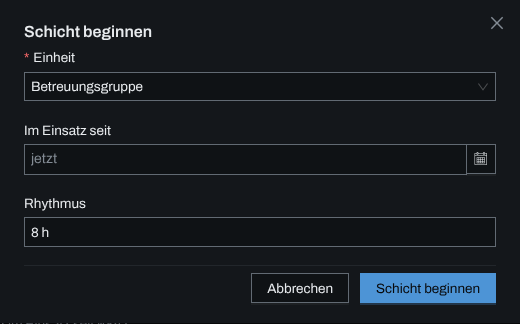 Schicht beginnen
* Einheit
Betreuungsgruppe
Im Einsatz seit
jetzt
Rhythmus
8 h
Abbrechen
Schicht beginnen